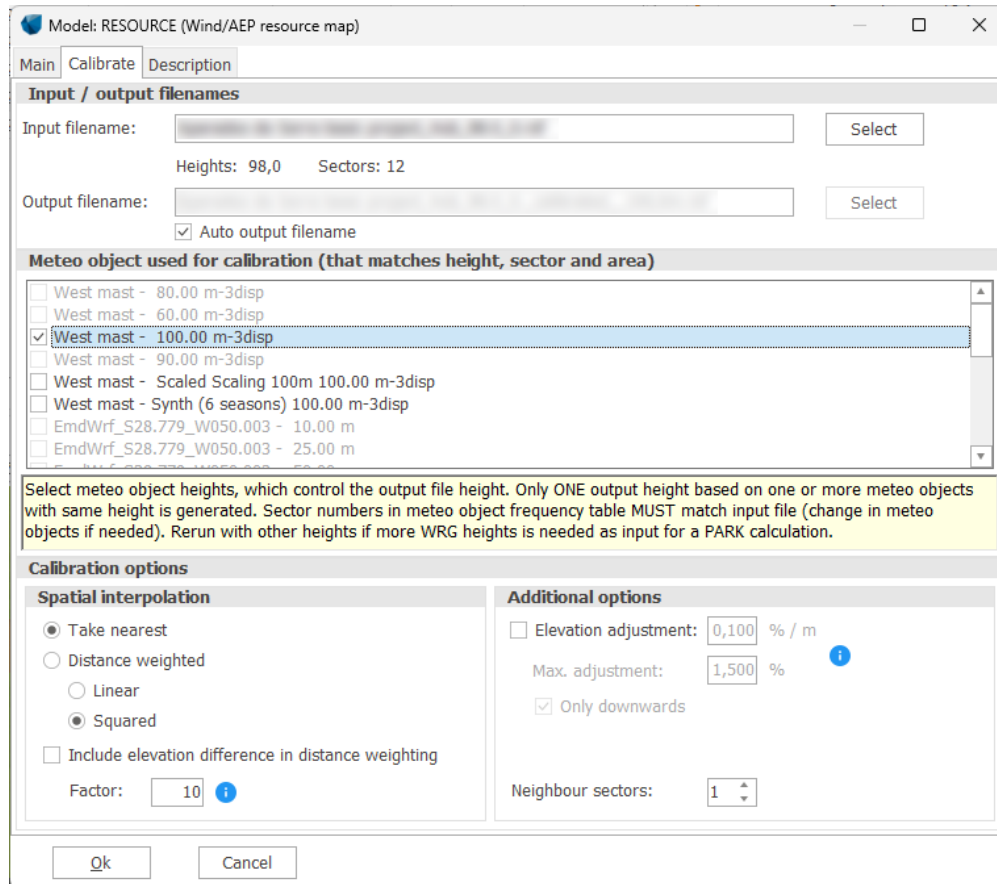 Model: RESOURCE (Wind/AEP resource map)
Main Calibrate Description
Input / output filenames
Input filename: Select
Heights: 98,0 Sectors: 12
Output filename: Select
Auto output filename
Meteo object used for calibration (that matches height, sector and area)
West mast - 80.00 m-3disp
West mast - 60.00 m-3disp
West mast - 100.00 m-3disp
West mast - 90.00 m-3disp
West mast - Scaled Scaling 100m 100.00 m-3disp
West mast - Synth (6 seasons) 100.00 m-3disp
EmdWrf_S28.779_W050.003 - 10.00 m
EmdWrf_S28.779_W050.003 - 25.00 m
Select meteo object heights, which control the output file height. Only ONE output height based on one or more meteo objects
with same height is generated. Sector numbers in meteo object frequency table MUST match input file (change in meteo
objects if needed). Rerun with other heights if more WRG heights is needed as input for a PARK calculation.
Calibration options
Spatial interpolation
Take nearest
Distance weighted
Linear
Squared
Include elevation difference in distance weighting
Factor: 10
Additional options
Elevation adjustment: 0,100 % / m
Max. adjustment: 1,500 %
Only downwards
Neighbour sectors: 1
Ok Cancel